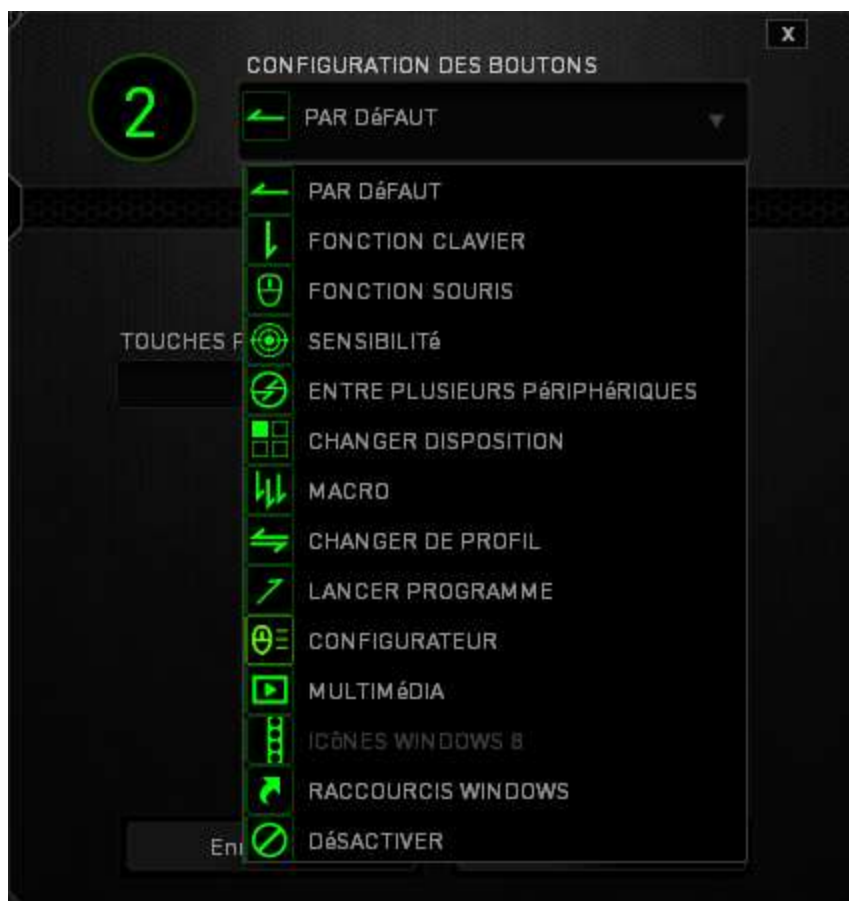 X
CONFIGURATION DES BOUTONS
2
PAR DéFAUT
PAR DéFAUT
FONCTION CLAVIER
FONCTION SOURIS
TOUCHES
SENSIBILITé
ENTRE PLUSIEURS PéRIPHéRIQUES
CHANGER DISPOSITION
MACRO
CHANGER DE PROFIL
LANCER PROGRAMME
CONFIGURATEUR
MULTIMéDIA
ICôNES WINDOWS 8
RACCOURCIS WINDOWS
DéSACTIVER